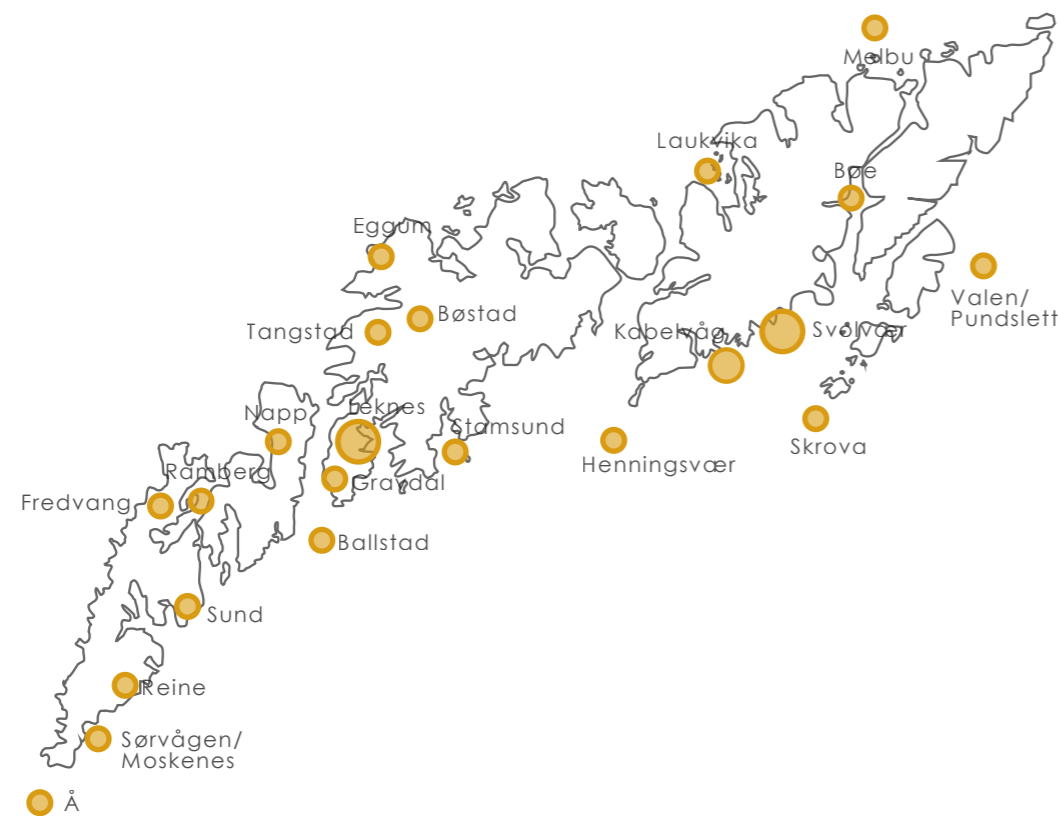 Melbu
Laukvika
Bøe
Eggum
Valen/
Pundslett
Bøstad
Tangstad
Kabelvåg
Svolvær
Napp
Leknes
Stamsund
Skrova
Henningsvær
Ramberg
Gravdal
Fredvang
Ballstad
Sund
Reine
Sørvågen/
Moskenes
Å